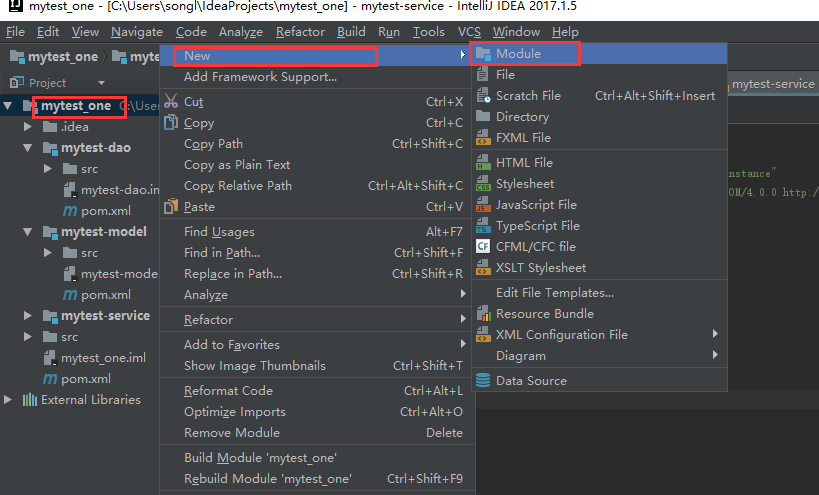 mytest_one - [C:\Users\songl\IdeaProjects\mytest_one] - mytest-service - IntelliJ IDEA 2017.1.5
File Edit View Navigate Code Analyze Refactor Build Run Tools VCS Window Help
mytest_one
Project
mytest_one C:\User
.idea
mytest-dao
src
mytest-dao.im
pom.xml
mytest-model
src
mytest-mode
pom.xml
mytest-service
src
mytest_one.iml
pom.xml
External Libraries
New
Add Framework Support...
Cut Ctrl+X
Copy Ctrl+C
Copy Path Ctrl+Shift+C
Copy as Plain Text
Copy Relative Path Ctrl+Alt+Shift+C
Paste Ctrl+V
Find Usages Alt+F7
Find in Path... Ctrl+Shift+F
Replace in Path... Ctrl+Shift+R
Analyze
Refactor
Add to Favorites
Show Image Thumbnails Ctrl+Shift+T
Reformat Code Ctrl+Alt+L
Optimize Imports Ctrl+Alt+O
Remove Module Delete
Build Module 'mytest_one'
Rebuild Module 'mytest_one' Ctrl+Shift+F9
Module
File
Scratch File Ctrl+Alt+Shift+Insert
Directory
FXML File
HTML File
Stylesheet
JavaScript File
TypeScript File
CFML/CFC file
XSLT Stylesheet
Edit File Templates...
Resource Bundle
XML Configuration File
Diagram
Data Source
mytest-service
nstance"
OM/4.0.0 http:/